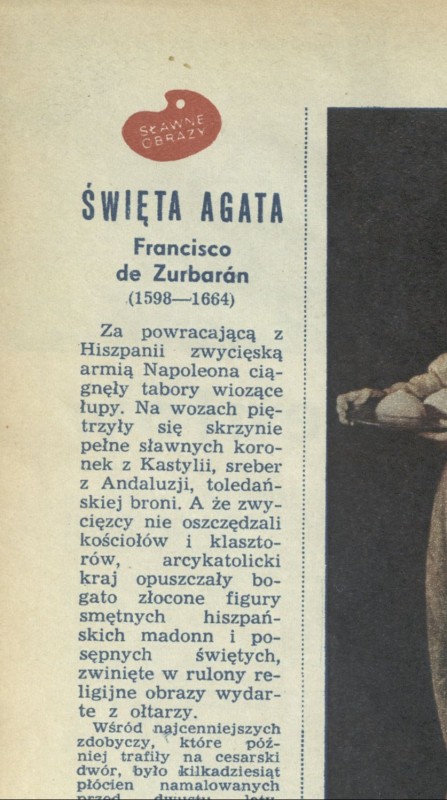 SŁAWNE
OBRAZY
ŚWIĘTA AGATA
Francisco
de Zurbarán
(1598—1664)
Za powracającą z
Hiszpanii zwycięską
armią Napoleona cią-
gnęły tabory wiozące
łupy. Na wozach pię-
trzyły się skrzynie
pełne sławnych koro-
nek z Kastylii, sreber
z Andaluzji, toledań-
skiej broni. A że zwy-
cięzcy nie oszczędzali
kościołów i klaszto-
rów, arcykatolicki
kraj opuszczały bo-
gato złocone figury
smętnych hiszpań-
skich madonn i po-
sępnych świętych,
zwinięte w rulony re-
ligijne obrazy wydar-
te z ołtarzy.
Wśród najcenniejszych
zdobyczy, które póź-
niej trafiły na cesarski
dwór, było kilkadziesiąt
płócien namalowanych
przed dwustu laty